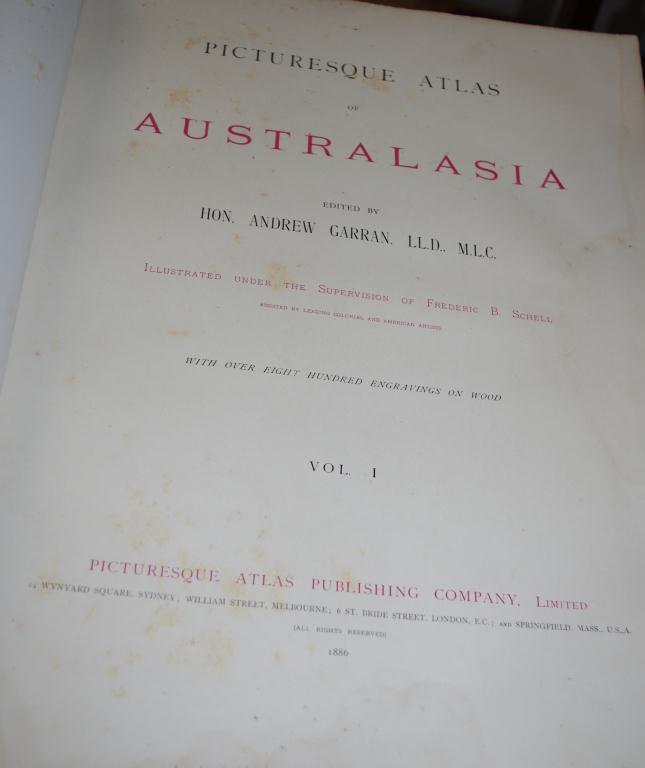 PICTURESQUE ATLAS
OF
AUSTRALASIA
EDITED BY
HON. ANDREW GARRAN, LL.D., M.L.C.
ILLUSTRATED UNDER THE SUPERVISION OF FREDERIC B. SCHELL
ASSISTED BY LEADING COLONIAL AND AMERICAN ARTISTS
WITH OVER EIGHT HUNDRED ENGRAVINGS ON WOOD
VOL. I
PICTURESQUE ATLAS PUBLISHING COMPANY, LIMITED
14 WYNYARD SQUARE, SYDNEY; WILLIAM STREET, MELBOURNE; 6 ST. BRIDE STREET, LONDON, E.C.; AND SPRINGFIELD, MASS., U.S.A.
[ALL RIGHTS RESERVED]
1886